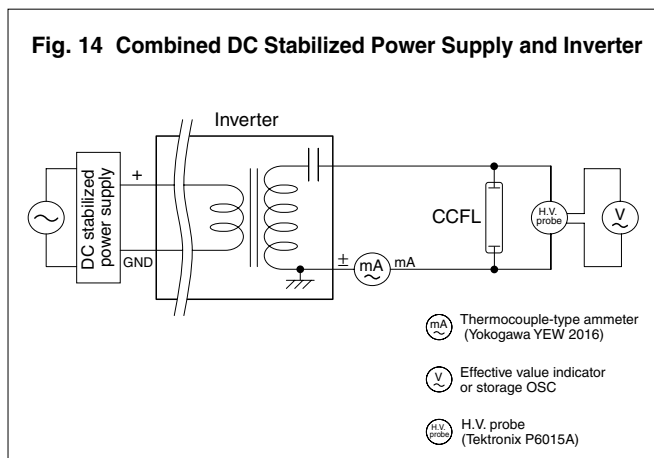 Fig. 14 Combined DC Stabilized Power Supply and Inverter
Inverter
DC stabilized
power supply
+
GND
±
mA
mA
CCFL
H.V.
probe
V
mA
Thermocouple-type ammeter
(Yokogawa YEW 2016)
V
Effective value indicator
or storage OSC
H.V.
probe
H.V. probe
(Tektronix P6015A)